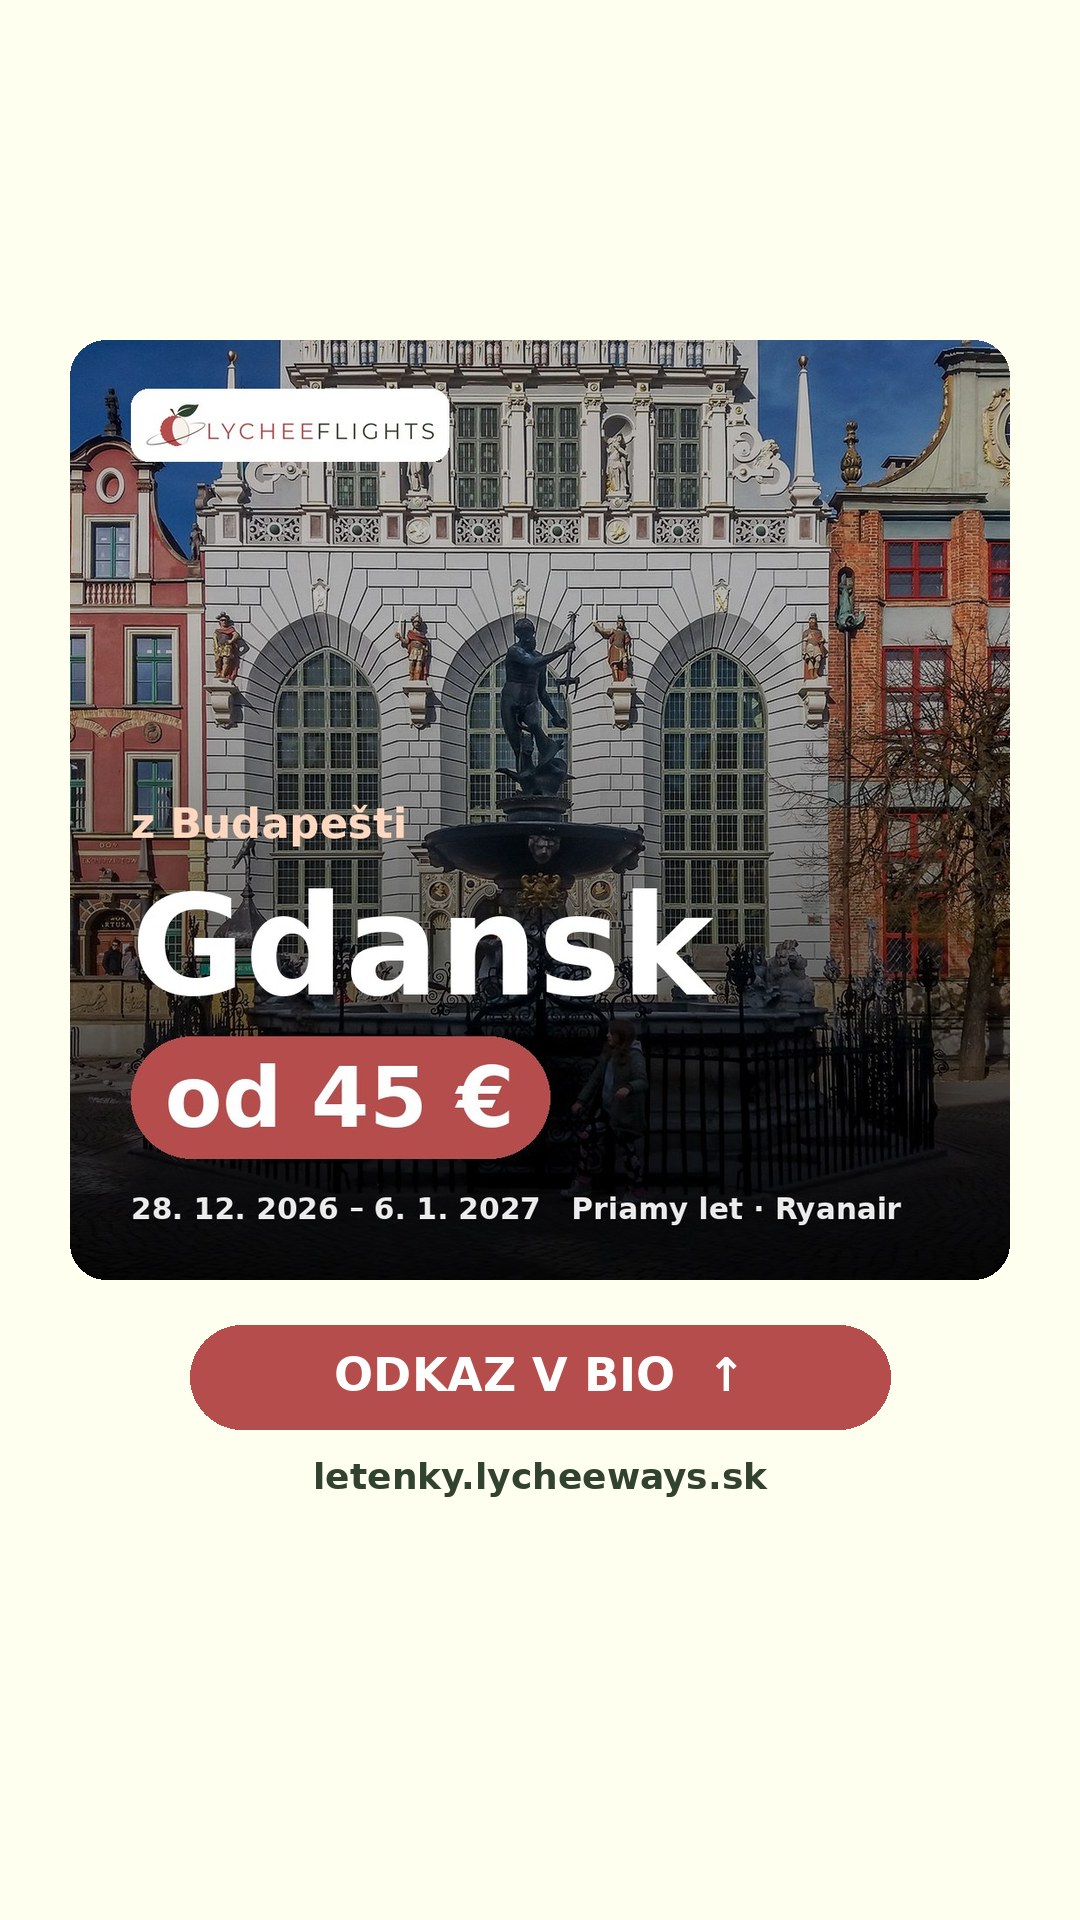 LYCHEEFLIGHTS
z Budapešti
Gdansk
od 45 €
28. 12. 2026 – 6. 1. 2027 Priamy let · Ryanair
ODKAZ V BIO ↑
letenky.lycheeways.sk